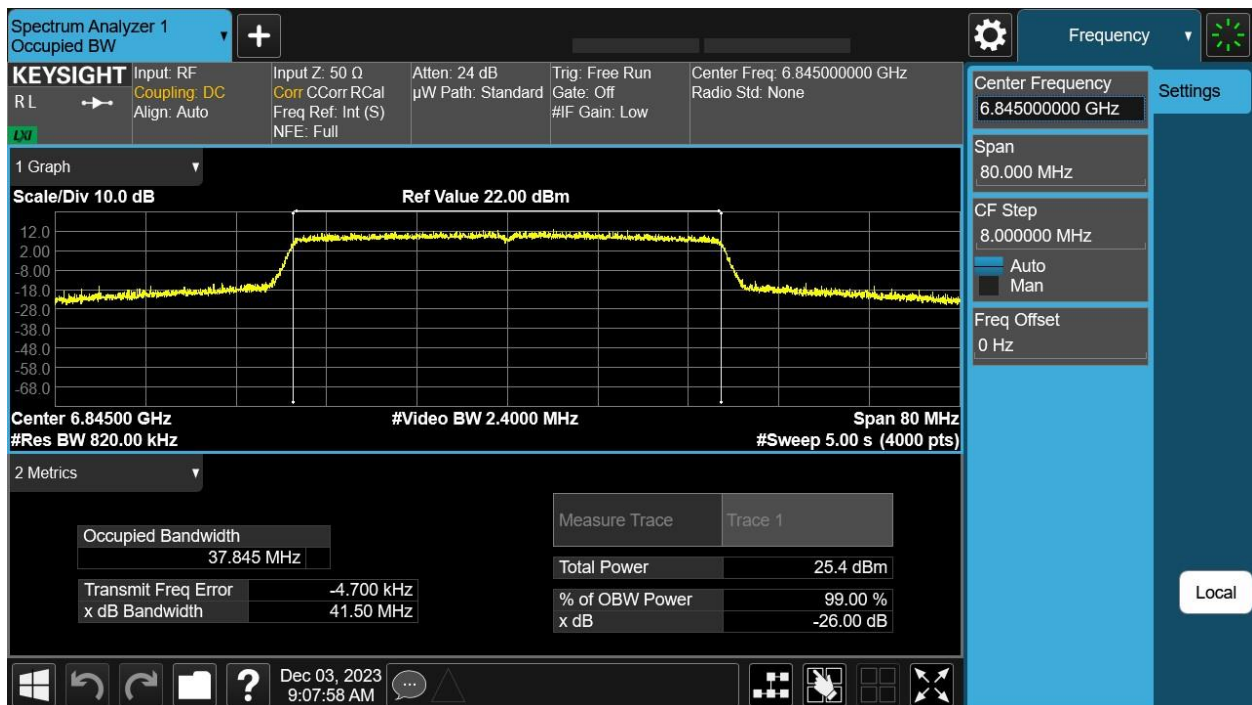 Spectrum Analyzer 1
Occupied BW
+
Frequency
KEYSIGHT
R L
LXI
Input: RF
Coupling: DC
Align: Auto
Input Z: 50 Ω
Corr CCorr RCal
Freq Ref: Int (S)
NFE: Full
Atten: 24 dB
µW Path: Standard
Trig: Free Run
Gate: Off
#IF Gain: Low
Center Freq: 6.845000000 GHz
Radio Std: None
Center Frequency
6.845000000 GHz
Settings
Span
80.000 MHz
CF Step
8.000000 MHz
Auto
Man
Freq Offset
0 Hz
1 Graph
Scale/Div 10.0 dB
Ref Value 22.00 dBm
12.0
2.00
-8.00
-18.0
-28.0
-38.0
-48.0
-58.0
-68.0
Center 6.84500 GHz
#Video BW 2.4000 MHz
Span 80 MHz
#Res BW 820.00 kHz
#Sweep 5.00 s (4000 pts)
2 Metrics
Occupied Bandwidth
37.845 MHz
Transmit Freq Error -4.700 kHz
x dB Bandwidth 41.50 MHz
Measure Trace Trace 1
Total Power 25.4 dBm
% of OBW Power 99.00 %
x dB -26.00 dB
Local
?
Dec 03, 2023
9:07:58 AM